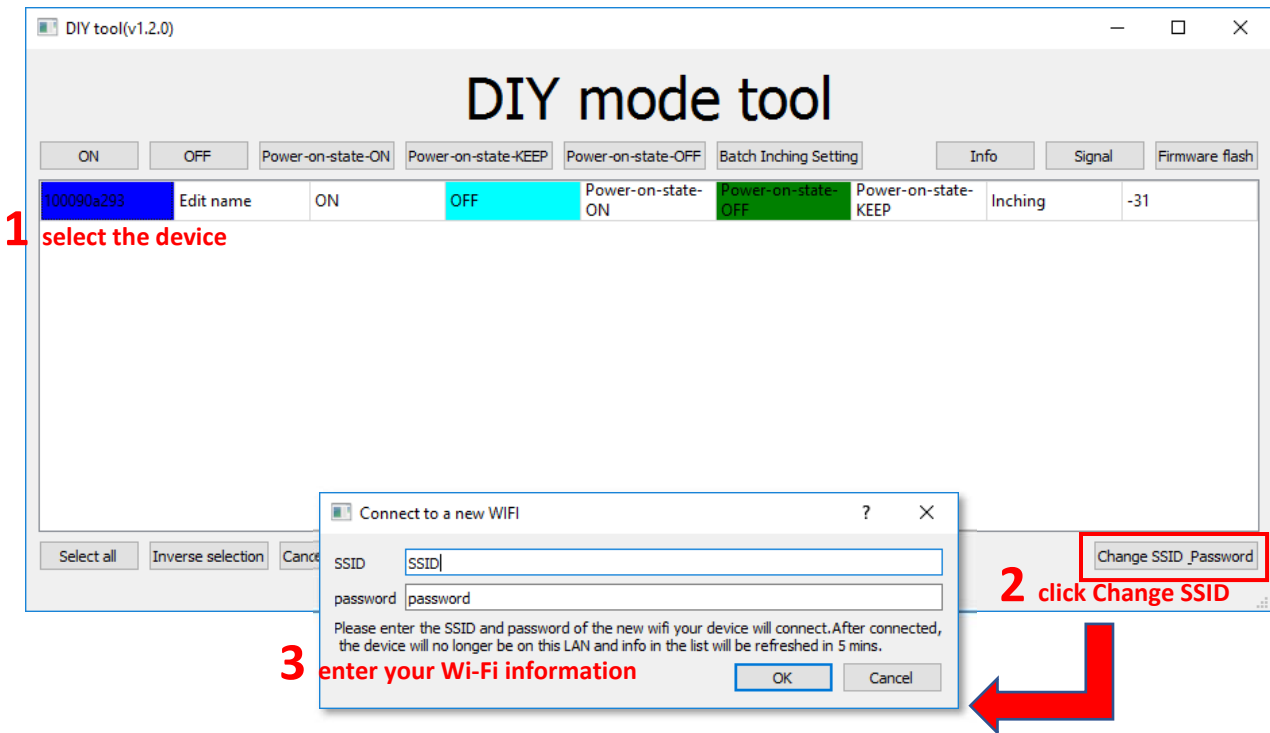 DIY tool(v1.2.0)
DIY mode tool
ON OFF Power-on-state-ON Power-on-state-KEEP Power-on-state-OFF Batch Inching Setting Info Signal Firmware flash
100090a293 Edit name ON OFF Power-on-state-ON Power-on-state-OFF Power-on-state-KEEP Inching -31
1 select the device
Connect to a new WIFI ?
Select all Inverse selection Cance Change SSID_Password
SSID SSID
2 click Change SSID
password password
Please enter the SSID and password of the new wifi your device will connect.After connected,
the device will no longer be on this LAN and info in the list will be refreshed in 5 mins.
3 enter your Wi-Fi information
OK Cancel